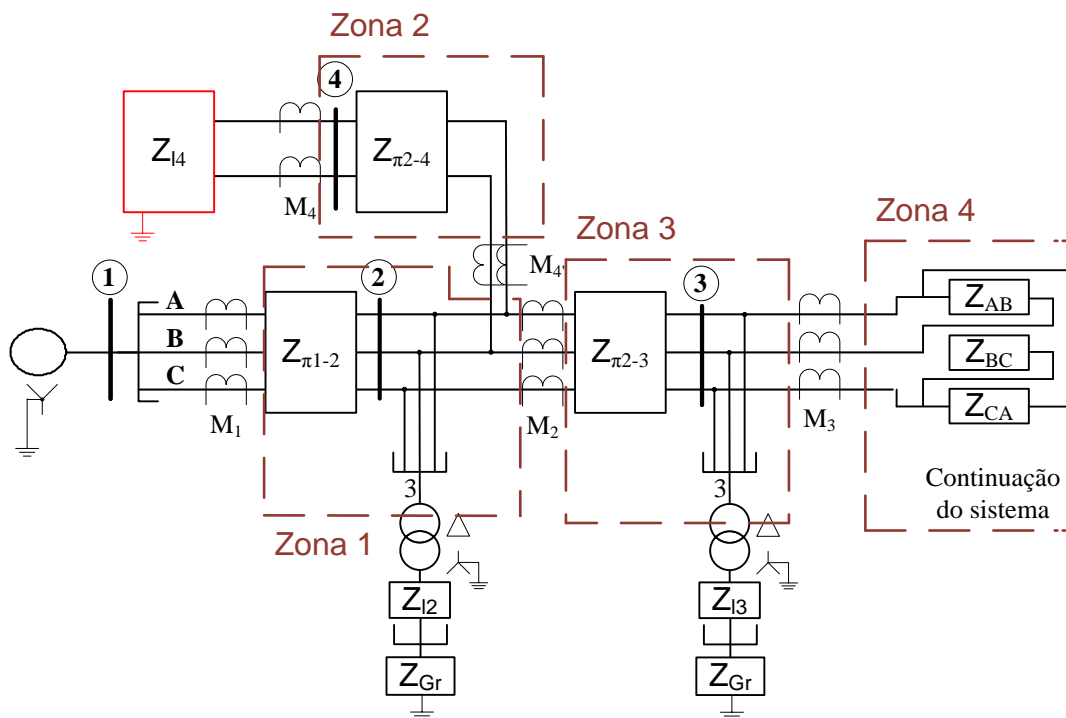 Zona 2
4
Z_l4
Z_π2-4
M_4
Zona 3
Zona 4
M_4'
1
2
3
A
B
C
Z_π1-2
Z_π2-3
Z_AB
Z_BC
Z_CA
M_1
M_2
M_3
3
3
Continuação
do sistema
Zona 1
Z_l2
Z_l3
Z_Gr
Z_Gr